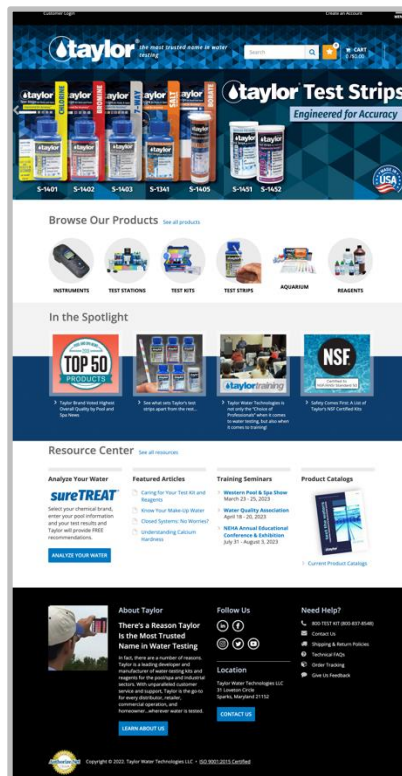 Customer Login
Create an Account
taylor
the most trusted name in water testing
Search
CART
taylor Test Strips
Engineered for Accuracy
CHLORINE
BROMINE
SALT
BORATE
taylor
taylor
taylor
taylor
taylor
S-1401
S-1402
S-1403
S-1341
S-1405
S-1451
S-1452
MADE IN
USA
Browse Our Products
See all products
INSTRUMENTS
TEST STATIONS
TEST KITS
TEST STRIPS
AQUARIUM
REAGENTS
In the Spotlight
TOP 50
PRODUCTS
taylortraining
NSF
Taylor Brand Voted Highest
Overall Quality by Pool and
Spa News
See what sets Taylor's test
strips apart from the rest...
Taylor Water Technologies is
not only the "Choice of
Professionals" when it comes
to water testing, but also when
it comes to training!
Safety Comes First: A List of
Taylor's NSF Certified Kits
Resource Center
See all resources
Analyze Your Water
sureTREAT
Select your chemical brand,
enter your pool information
and your test results and
Taylor will provide FREE
recommendations.
ANALYZE YOUR WATER
Featured Articles
Caring for Your Test Kit and
Reagents
Know Your Make-Up Water
Closed Systems; No Worries?
Understanding Calcium
Hardness
Training Seminars
Western Pool & Spa Show
March 23 - 25, 2023
Water Quality Association
April 18 - 20, 2023
NEHA Annual Educational
Conference & Exhibition
July 31 - August 3, 2023
Product Catalogs
Current Product Catalogs
About Taylor
There's a Reason Taylor
Is the Most Trusted
Name in Water Testing
In fact, there are a number of reasons.
Taylor is a leading developer and
manufacturer of water-testing kits and
reagents for the pool/spa and industrial
sectors. With unparalleled customer
service and support, Taylor is the go-to
for every distributor, retailer,
commercial operation, and
homeowner...wherever water is tested.
LEARN ABOUT US
Follow Us
Location
Taylor Water Technologies LLC
31 Loveton Circle
Sparks, Maryland 21152
CONTACT US
Need Help?
800-TEST KIT (800-837-8548)
Contact Us
Shipping & Return Policies
Technical FAQs
Order Tracking
Give Us Feedback
Authorize.Net
Copyright © 2022. Taylor Water Technologies LLC • ISO 9001:2015 Certified